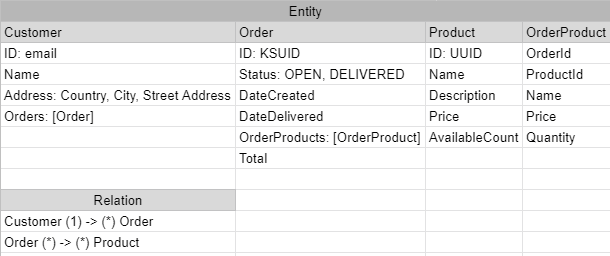 Entity
Customer Order Product OrderProduct
ID: email ID: KSUID ID: UUID OrderId
Name Status: OPEN, DELIVERED Name ProductId
Address: Country, City, Street Address DateCreated Description Name
Orders: [Order] DateDelivered Price Price
OrderProducts: [OrderProduct] AvailableCount Quantity
Total
Relation
Customer (1) -> (*) Order
Order (*) -> (*) Product